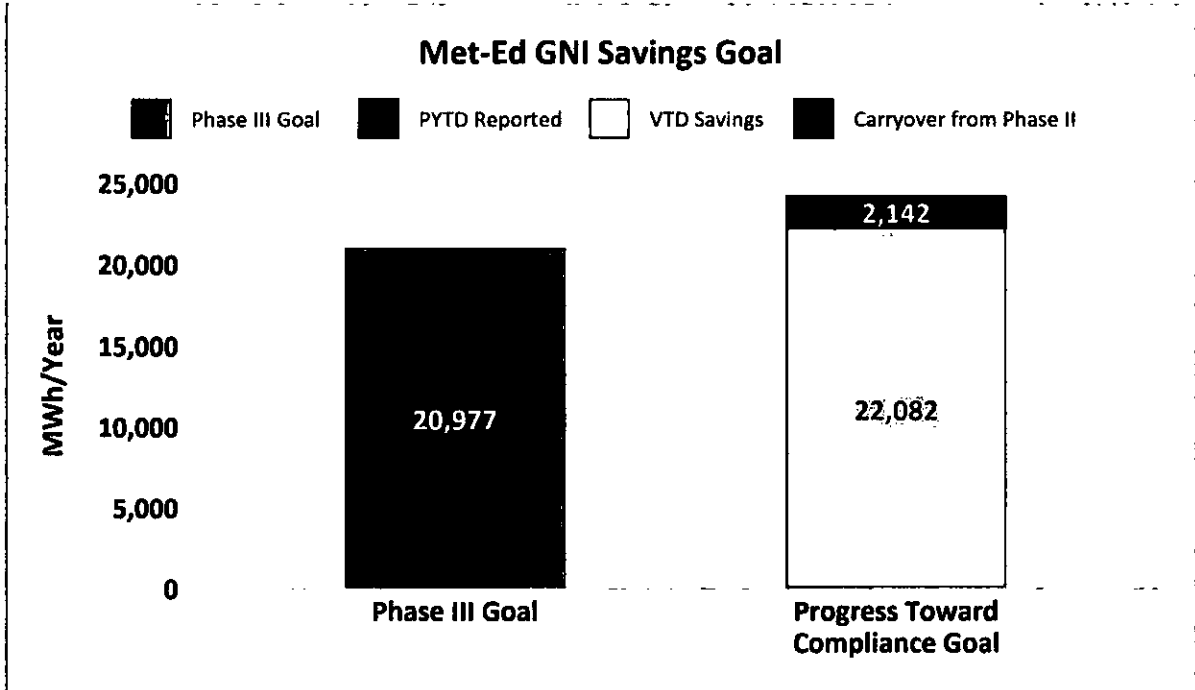 Met-Ed GNI Savings Goal
Phase III Goal PYTD Reported VTD Savings Carryover from Phase II
25,000
20,000
15,000
10,000
5,000
0
MWh/Year
20,977
2,142
22,082
Phase III Goal
Progress Toward
Compliance Goal